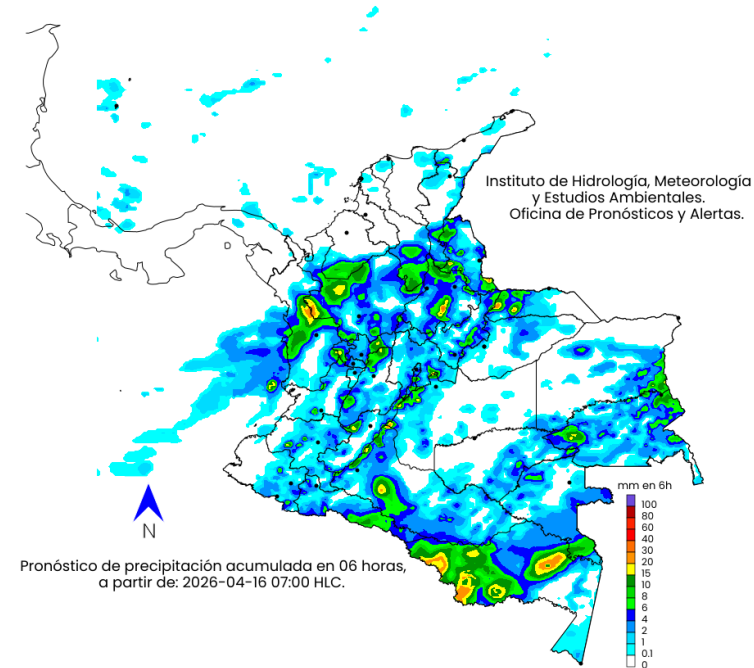 Instituto de Hidrología, Meteorología
y Estudios Ambientales.
Oficina de Pronósticos y Alertas.
mm en 6h
100
80
60
40
30
20
15
10
8
6
4
2
1
0.1
0
N
Pronóstico de precipitación acumulada en 06 horas,
a partir de: 2026-04-16 07:00 HLC.